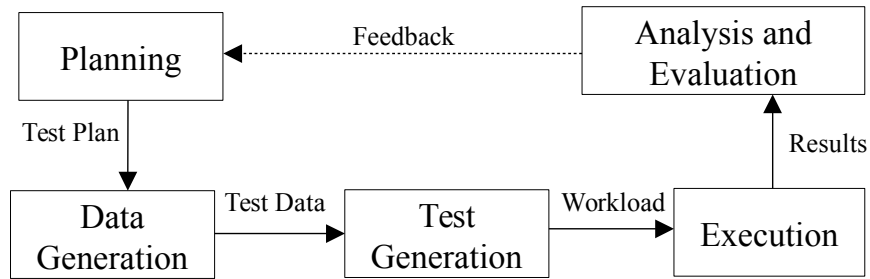 Planning
Feedback
Analysis and
Evaluation
Test Plan
Results
Data
Generation
Test Data
Test
Generation
Workload
Execution